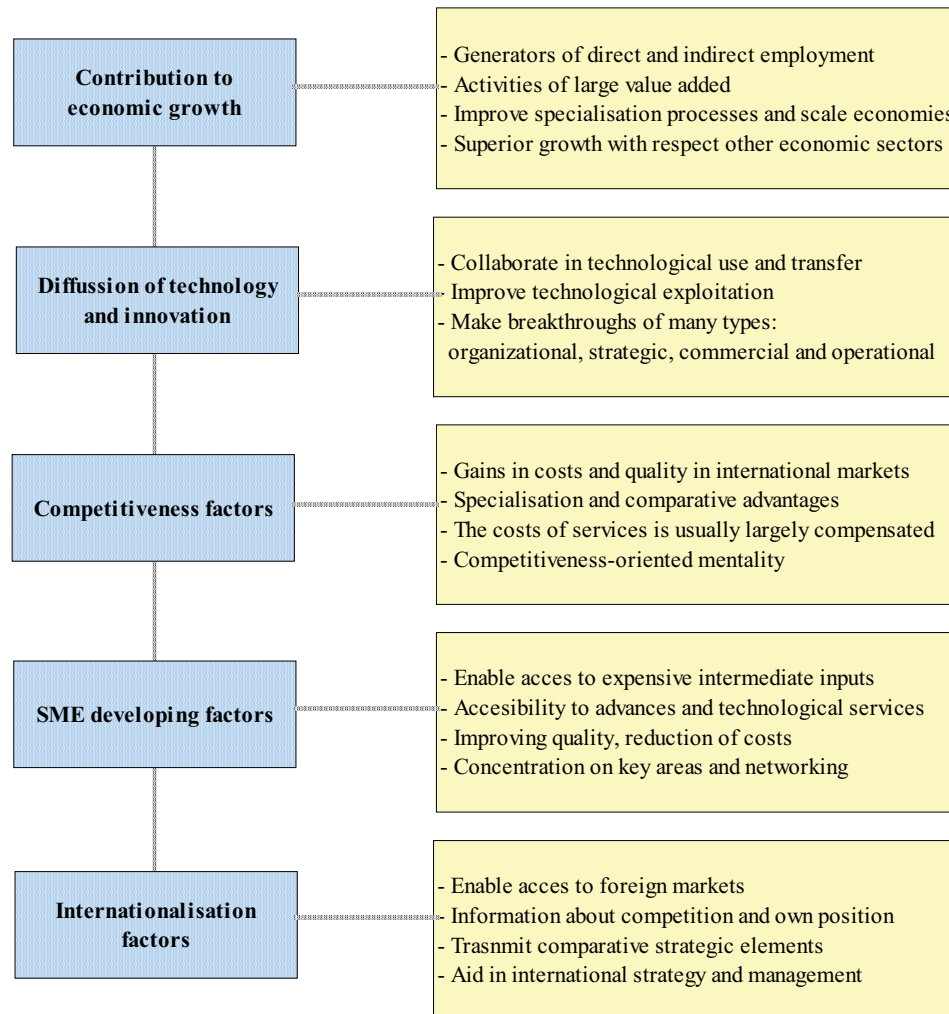 Contribution to
economic growth
- Generators of direct and indirect employment
- Activities of large value added
- Improve specialisation processes and scale economies
- Superior growth with respect other economic sectors
Diffussion of technology
and innovation
- Collaborate in technological use and transfer
- Improve technological exploitation
- Make breakthroughs of many types:
organizational, strategic, commercial and operational
Competitiveness factors
- Gains in costs and quality in international markets
- Specialisation and comparative advantages
- The costs of services is usually largely compensated
- Competitiveness-oriented mentality
SME developing factors
- Enable acces to expensive intermediate inputs
- Accesibility to advances and technological services
- Improving quality, reduction of costs
- Concentration on key areas and networking
Internationalisation
factors
- Enable acces to foreign markets
- Information about competition and own position
- Trasnmit comparative strategic elements
- Aid in international strategy and management